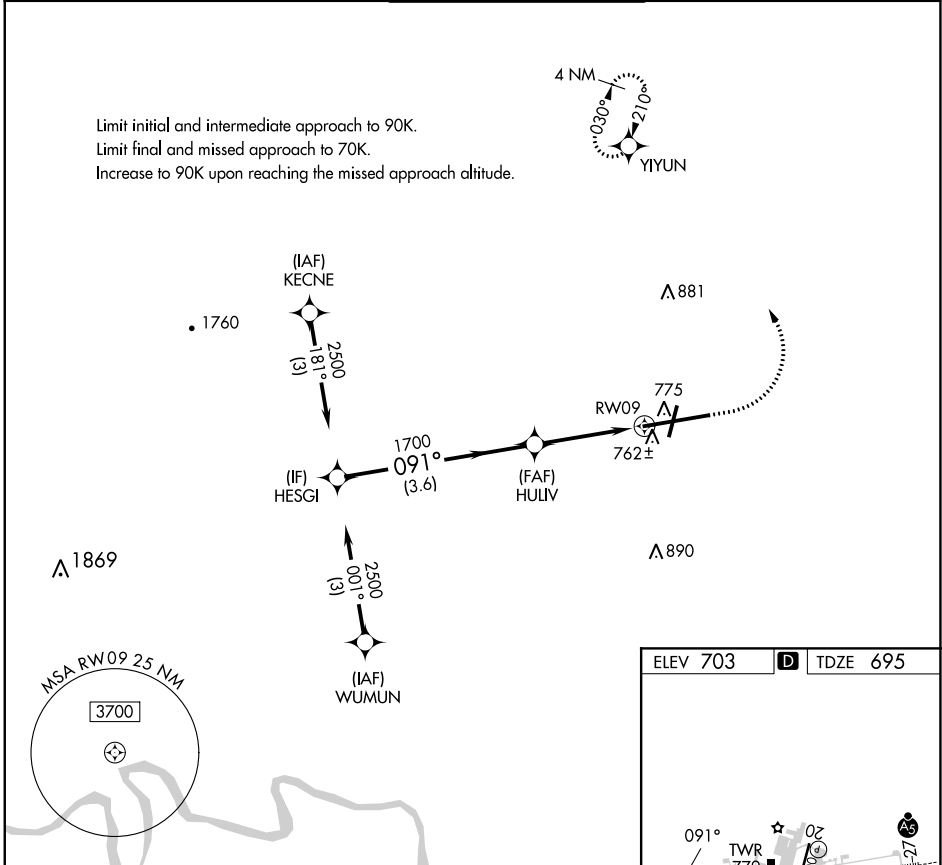 4 NM
030°
210°
YIYUN
Limit initial and intermediate approach to 90K.
Limit final and missed approach to 70K.
Increase to 90K upon reaching the missed approach altitude.
(IAF)
KECNE
1760
2500
181°
(3)
881
775
RW09
762±
1700
091°
(3.6)
(IF)
HESGI
(FAF)
HULIV
890
1869
2500
001°
(3)
(IAF)
WUMUN
MSA RW09 25 NM
3700
ELEV 703 D TDZE 695
091°
TWR
20
A5
27
P